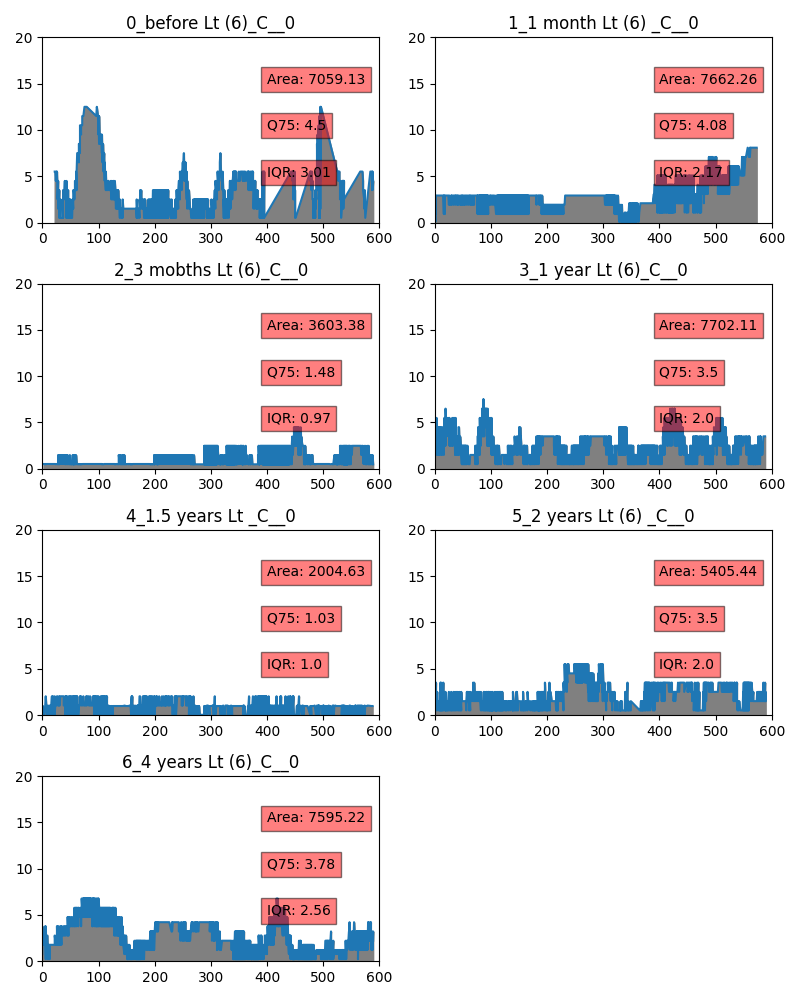 0_before Lt (6)_C__0
20
15
10
5
0
Area: 7059.13
Q75: 4.5
IQR: 3.01
0 100 200 300 400 500 600
1_1 month Lt (6) _C__0
20
15
10
5
0
Area: 7662.26
Q75: 4.08
IQR: 2.17
0 100 200 300 400 500 600
2_3 mobths Lt (6)_C__0
20
15
10
5
0
Area: 3603.38
Q75: 1.48
IQR: 0.97
0 100 200 300 400 500 600
3_1 year Lt (6)_C__0
20
15
10
5
0
Area: 7702.11
Q75: 3.5
IQR: 2.0
0 100 200 300 400 500 600
4_1.5 years Lt _C__0
20
15
10
5
0
Area: 2004.63
Q75: 1.03
IQR: 1.0
0 100 200 300 400 500 600
5_2 years Lt (6) _C__0
20
15
10
5
0
Area: 5405.44
Q75: 3.5
IQR: 2.0
0 100 200 300 400 500 600
6_4 years Lt (6)_C__0
20
15
10
5
0
Area: 7595.22
Q75: 3.78
IQR: 2.56
0 100 200 300 400 500 600